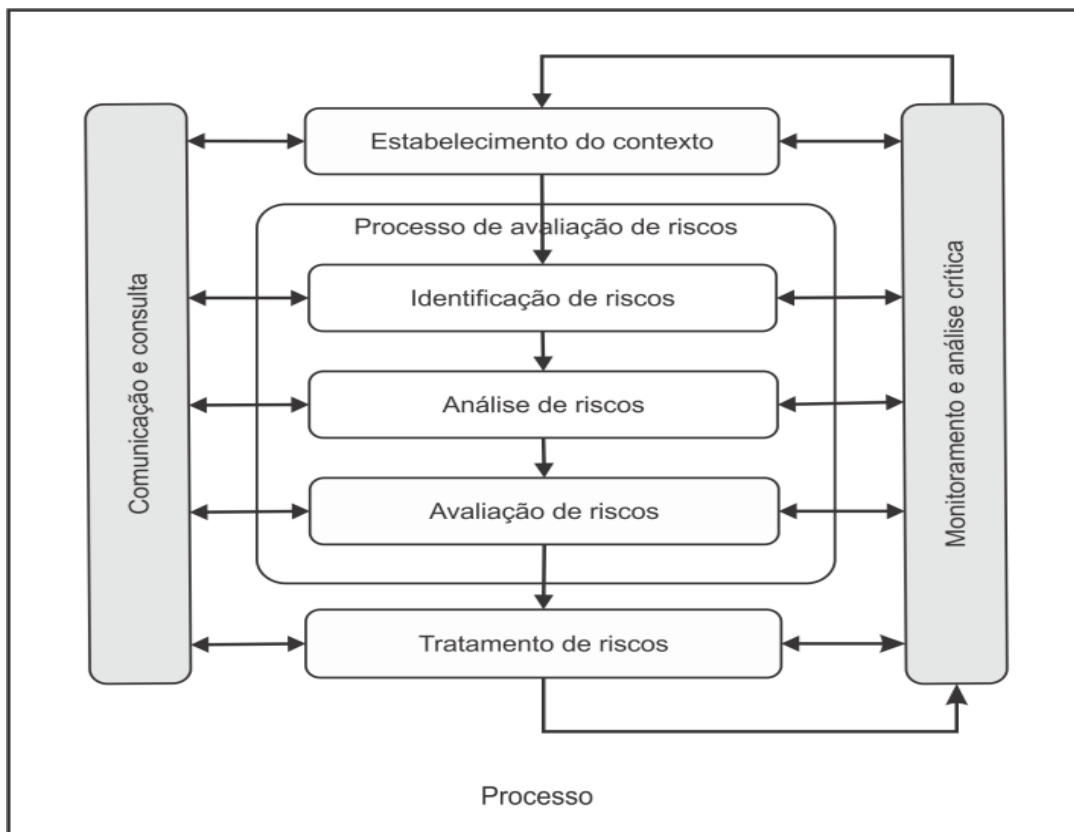 Estabelecimento do contexto
Processo de avaliação de riscos
Identificação de riscos
Análise de riscos
Avaliação de riscos
Tratamento de riscos
Comunicação e consulta
Monitoramento e análise crítica
Processo